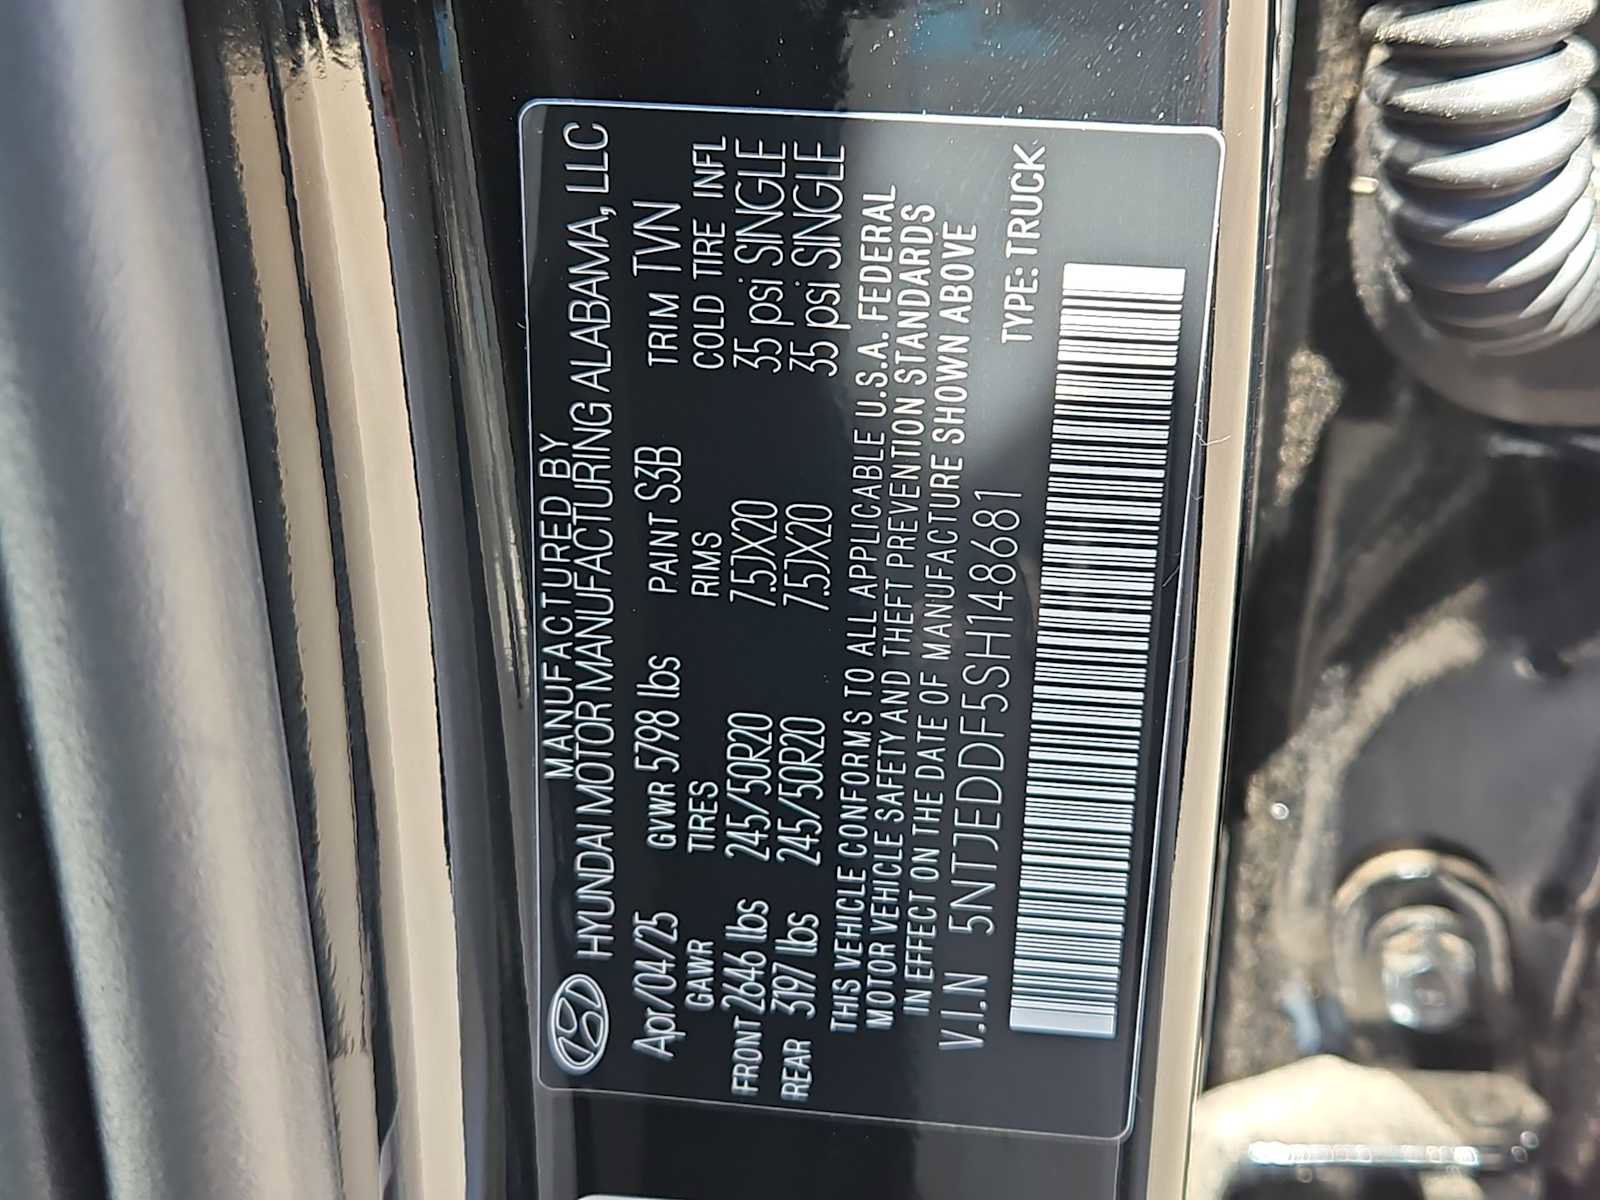 MANUFACTURED BY
HYUNDAI MOTOR MANUFACTURING ALABAMA, LLC
Apr/04/25 GVWR 5798 lbs PAINT S3B TRIM TVN
GAWR TIRES RIMS COLD TIRE INFL
FRONT 2646 lbs 245/50R20 7.5JX20 35 psi SINGLE
REAR 3197 lbs 245/50R20 7.5JX20 35 psi SINGLE
THIS VEHICLE CONFORMS TO ALL APPLICABLE U.S.A. FEDERAL
MOTOR VEHICLE SAFETY AND THEFT PREVENTION STANDARDS
IN EFFECT ON THE DATE OF MANUFACTURE SHOWN ABOVE
V.I.N 5NTJEDDF5SH148681 TYPE: TRUCK